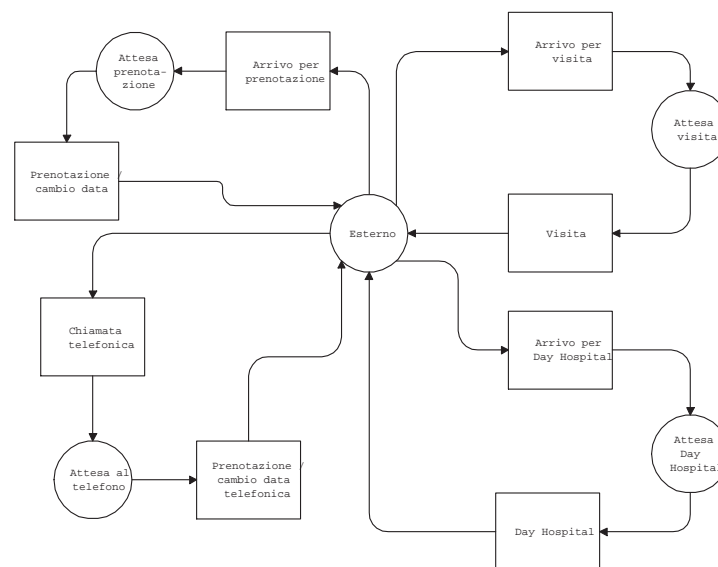 Attesa
prenota-
zione
Arrivo per
prenotazione
Arrivo per
visita
Attesa
visita
Prenotazione /
cambio data
Esterno
Visita
Chiamata
telefonica
Arrivo per
Day Hospital
Attesa al
telefono
Prenotazione /
cambio data
telefonica
Attesa
Day
Hospital
Day Hospital